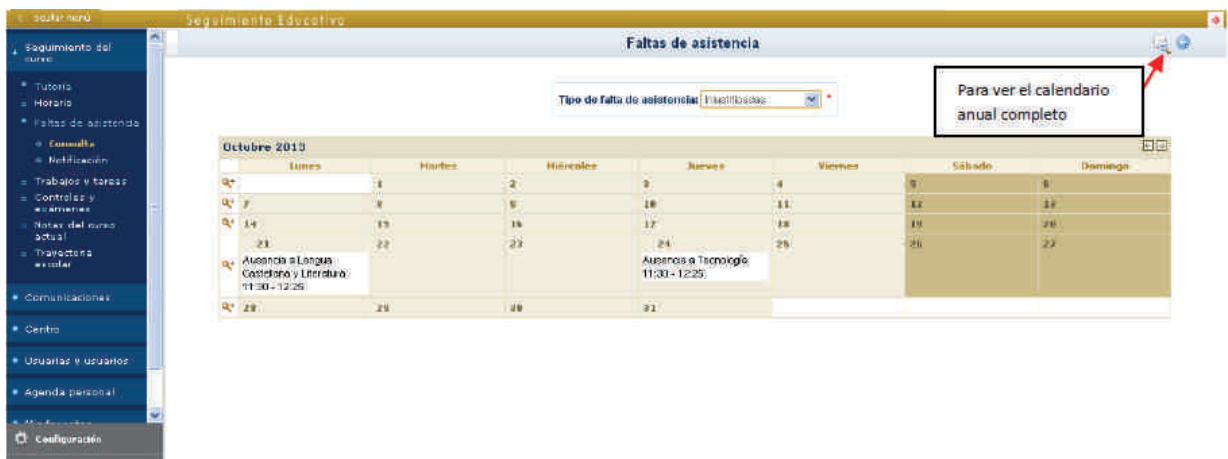 Ocultar menú
Seguimiento Educativo
Seguimiento del
curso
Faltas de asistencia
Tutoría
Horario
Faltas de asistencia
Consulta
Notificación
Trabajos y tareas
Controles y
exámenes
Notas del curso
actual
Trayectoria
escolar
Comunicaciones
Centro
Usuarias y usuarios
Agenda personal
Configuración
Para ver el calendario
anual completo
Tipo de falta de asistencia: Injustificadas *
Octubre 2013
Lunes Martes Miércoles Jueves Viernes Sábado Domingo
1 2 3 4 5 6
7 8 9 10 11 12 13
14 15 16 17 18 19 20
21 22 23 24 25 26 27
Ausencia a Lengua
Castellana y Literatura
11:30 - 12:25
Ausencia a Tecnología
11:30 - 12:25
28 29 30 31